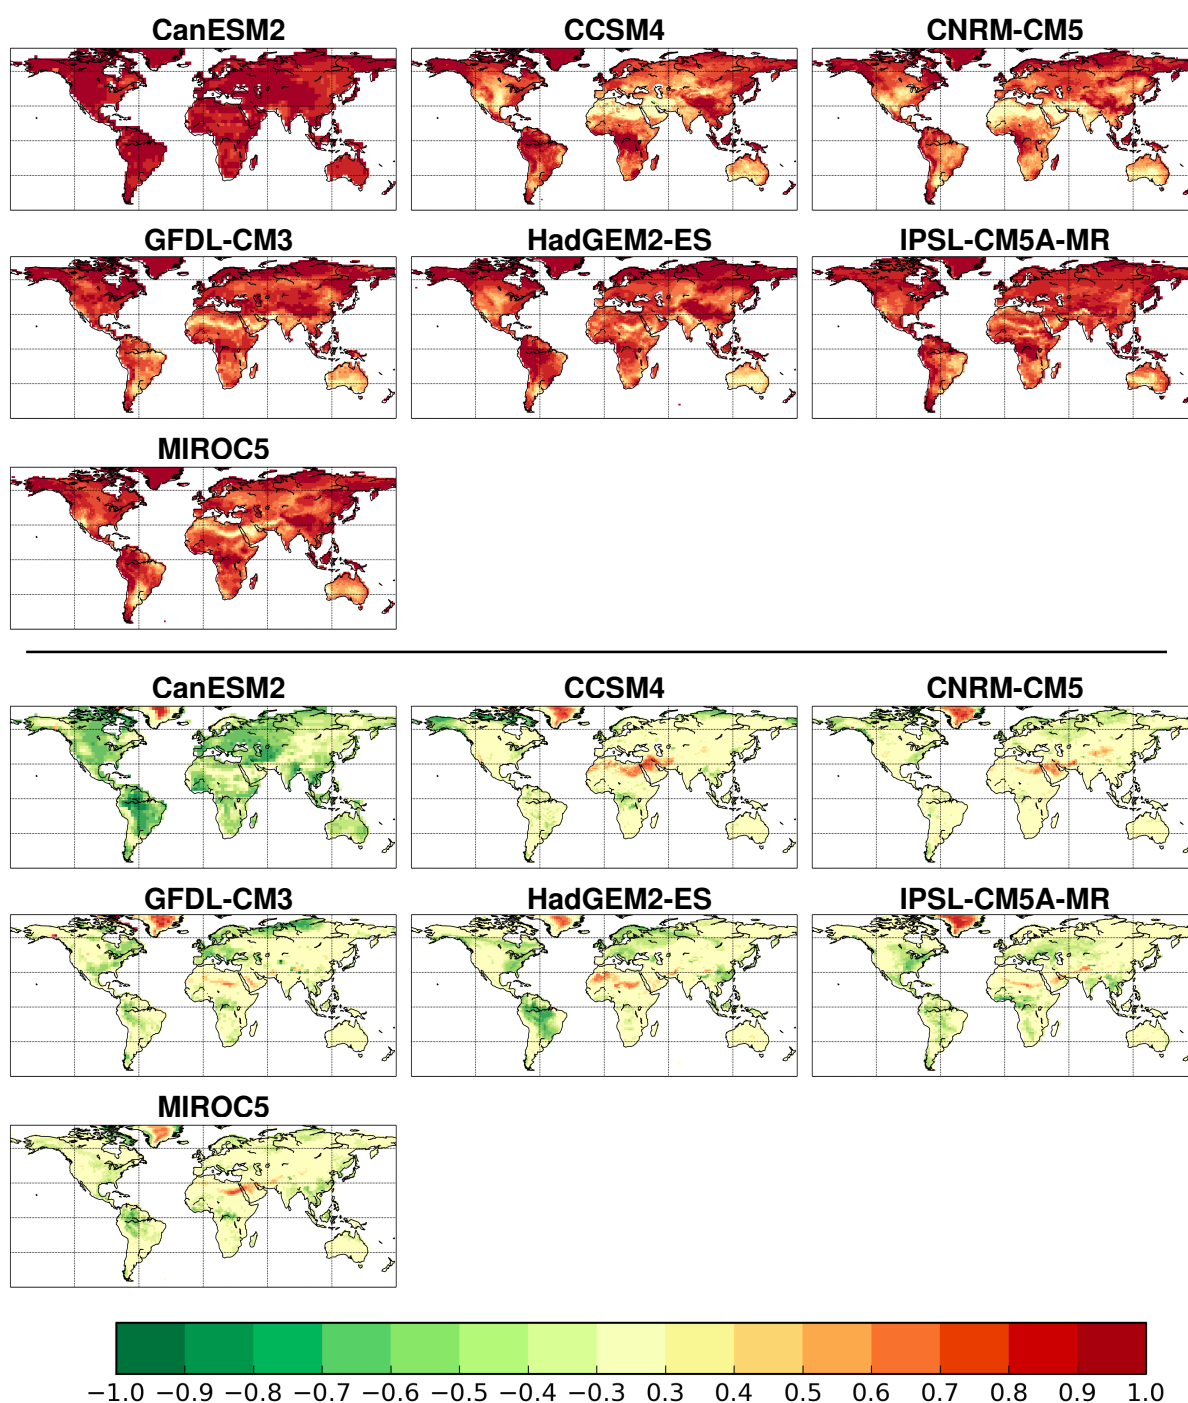 CanESM2 CCSM4 CNRM-CM5
GFDL-CM3 HadGEM2-ES IPSL-CM5A-MR
MIROC5
CanESM2 CCSM4 CNRM-CM5
GFDL-CM3 HadGEM2-ES IPSL-CM5A-MR
MIROC5
−1.0 −0.9 −0.8 −0.7 −0.6 −0.5 −0.4 −0.3 0.3 0.4 0.5 0.6 0.7 0.8 0.9 1.0